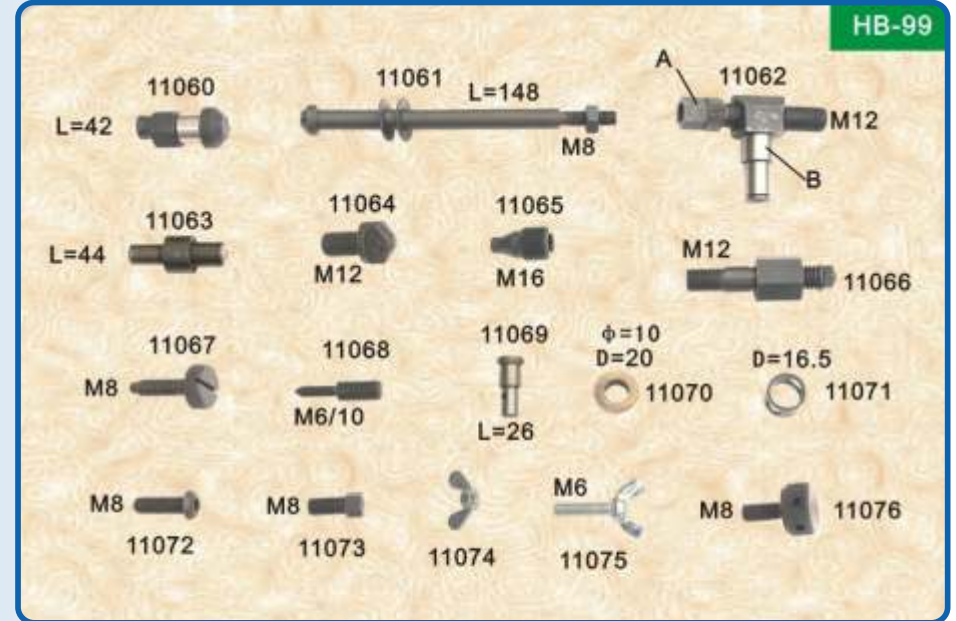 HB-99
11060
L=42
11061
L=148
M8
A
11062
M12
B
11063
L=44
11064
M12
11065
M16
M12
11066
11067
M8
11068
M6/10
11069
L=26
φ=10
D=20
11070
D=16.5
11071
M8
11072
M8
11073
11074
M6
11075
M8
11076